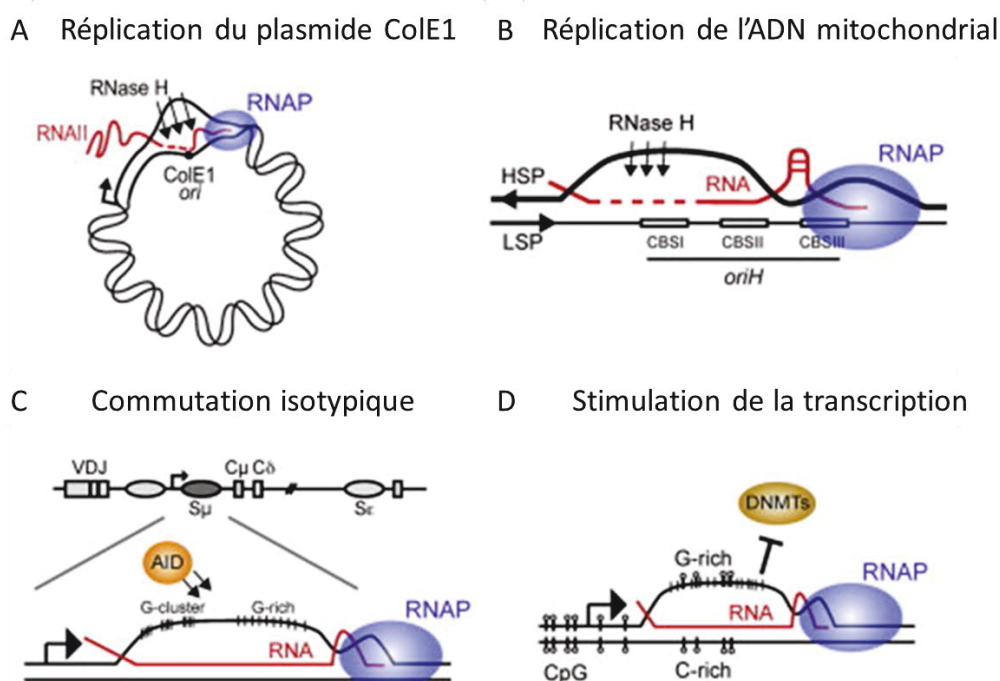 A Réplication du plasmide ColE1
RNase H
RNAP
RNAII
ColE1
ori
B Réplication de l’ADN mitochondrial
RNase H
RNAP
HSP
RNA
LSP
CBSI CBSII CBSIII
oriH
C Commutation isotypique
VDJ Cμ Cδ
Sμ Sε
AID
G-cluster G-rich
RNAP
RNA
D Stimulation de la transcription
DNMTs
G-rich
RNAP
RNA
CpG C-rich